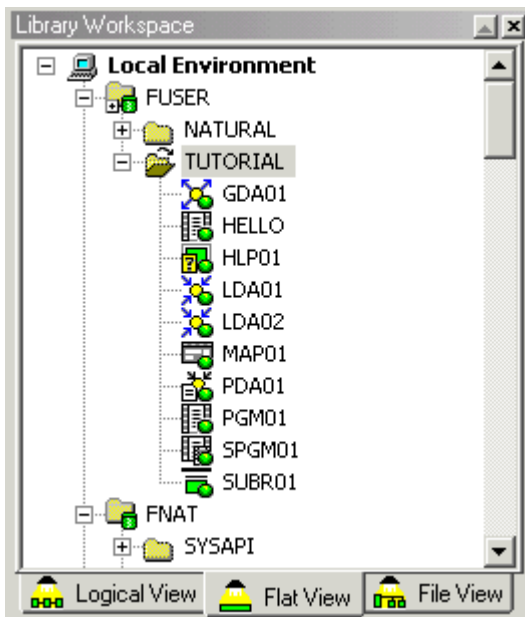 Library Workspace
Local Environment
FUSER
NATURAL
TUTORIAL
GDA01
HELLO
HLP01
LDA01
LDA02
MAP01
PDA01
PGM01
SPGM01
SUBR01
FNAT
SYSAPI
Logical View Flat View File View